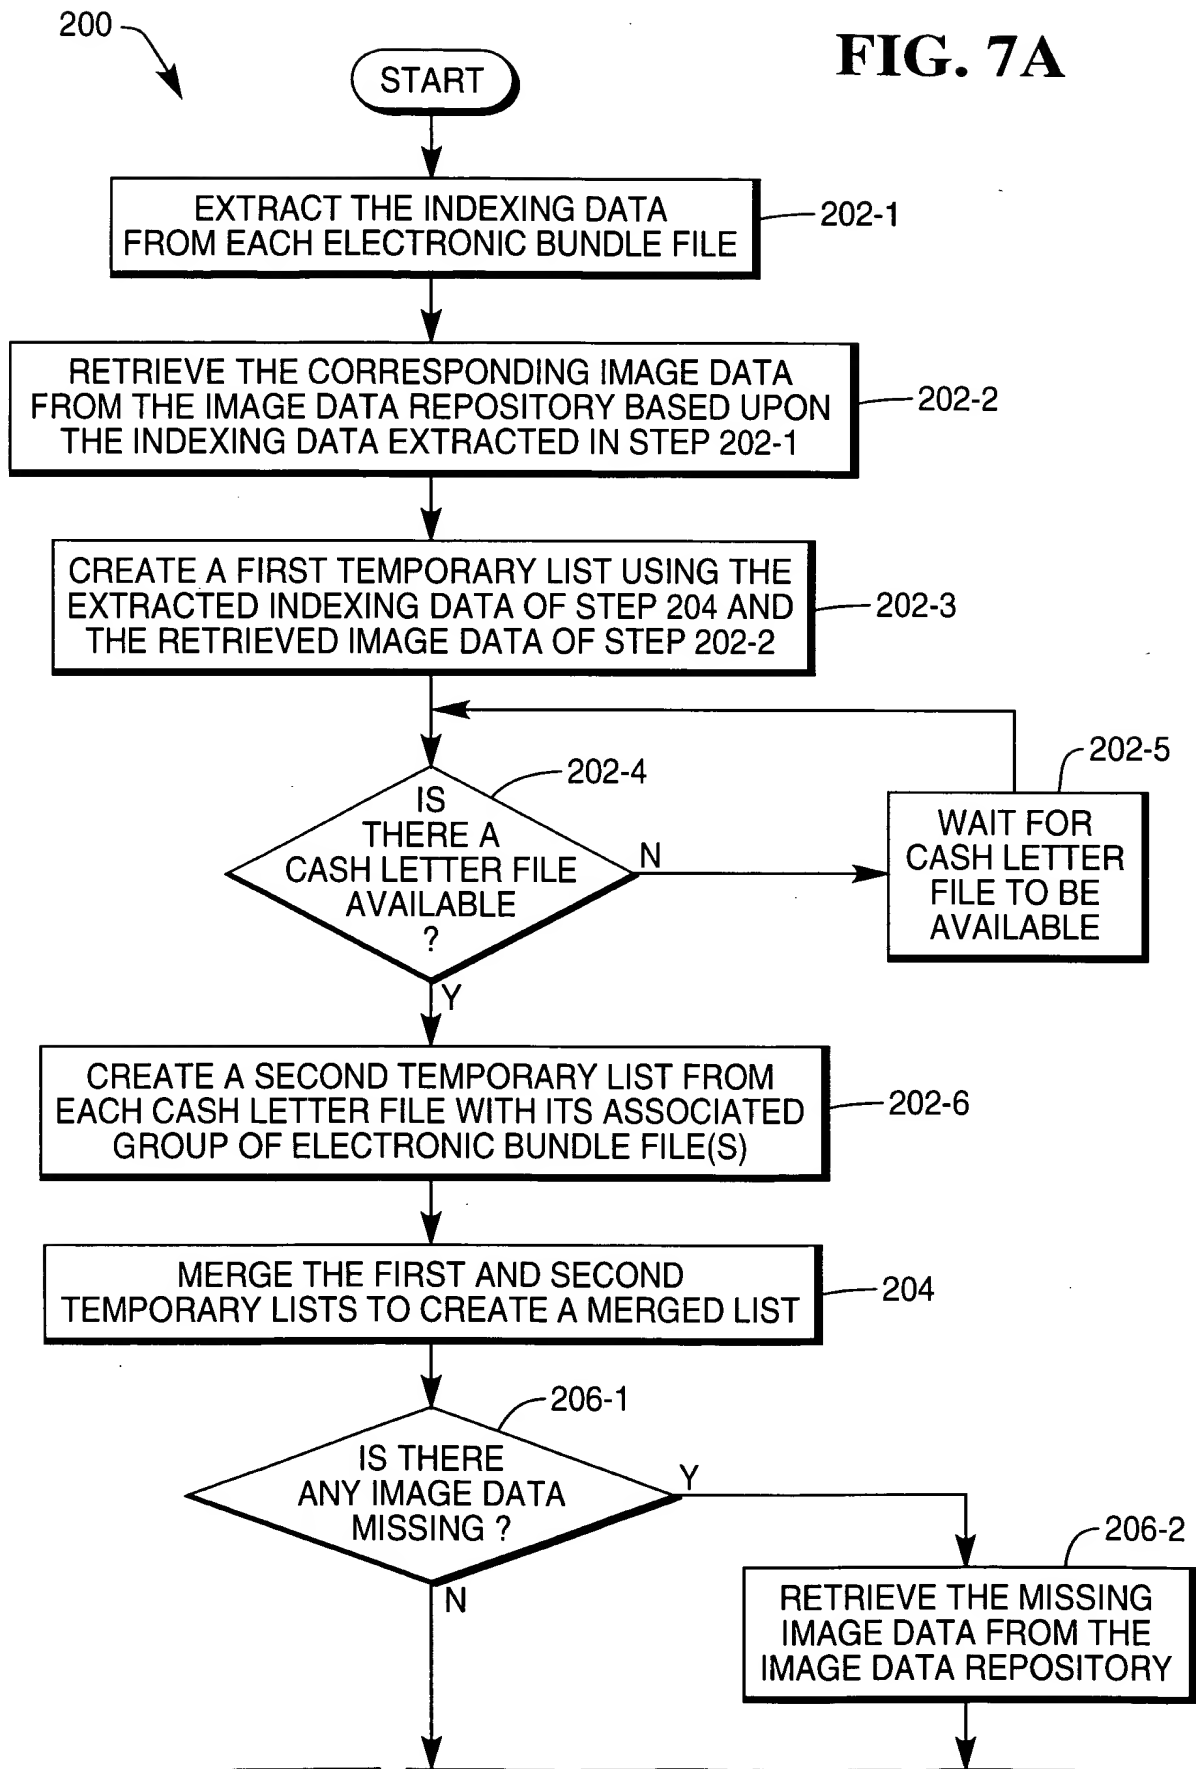 200
FIG. 7A
START
EXTRACT THE INDEXING DATA
FROM EACH ELECTRONIC BUNDLE FILE
202-1
RETRIEVE THE CORRESPONDING IMAGE DATA
FROM THE IMAGE DATA REPOSITORY BASED UPON
THE INDEXING DATA EXTRACTED IN STEP 202-1
202-2
CREATE A FIRST TEMPORARY LIST USING THE
EXTRACTED INDEXING DATA OF STEP 204 AND
THE RETRIEVED IMAGE DATA OF STEP 202-2
202-3
202-4
IS
THERE A
CASH LETTER FILE
AVAILABLE
?
N
202-5
WAIT FOR
CASH LETTER
FILE TO BE
AVAILABLE
Y
CREATE A SECOND TEMPORARY LIST FROM
EACH CASH LETTER FILE WITH ITS ASSOCIATED
GROUP OF ELECTRONIC BUNDLE FILE(S)
202-6
MERGE THE FIRST AND SECOND
TEMPORARY LISTS TO CREATE A MERGED LIST
204
206-1
IS THERE
ANY IMAGE DATA
MISSING ?
Y
N
206-2
RETRIEVE THE MISSING
IMAGE DATA FROM THE
IMAGE DATA REPOSITORY